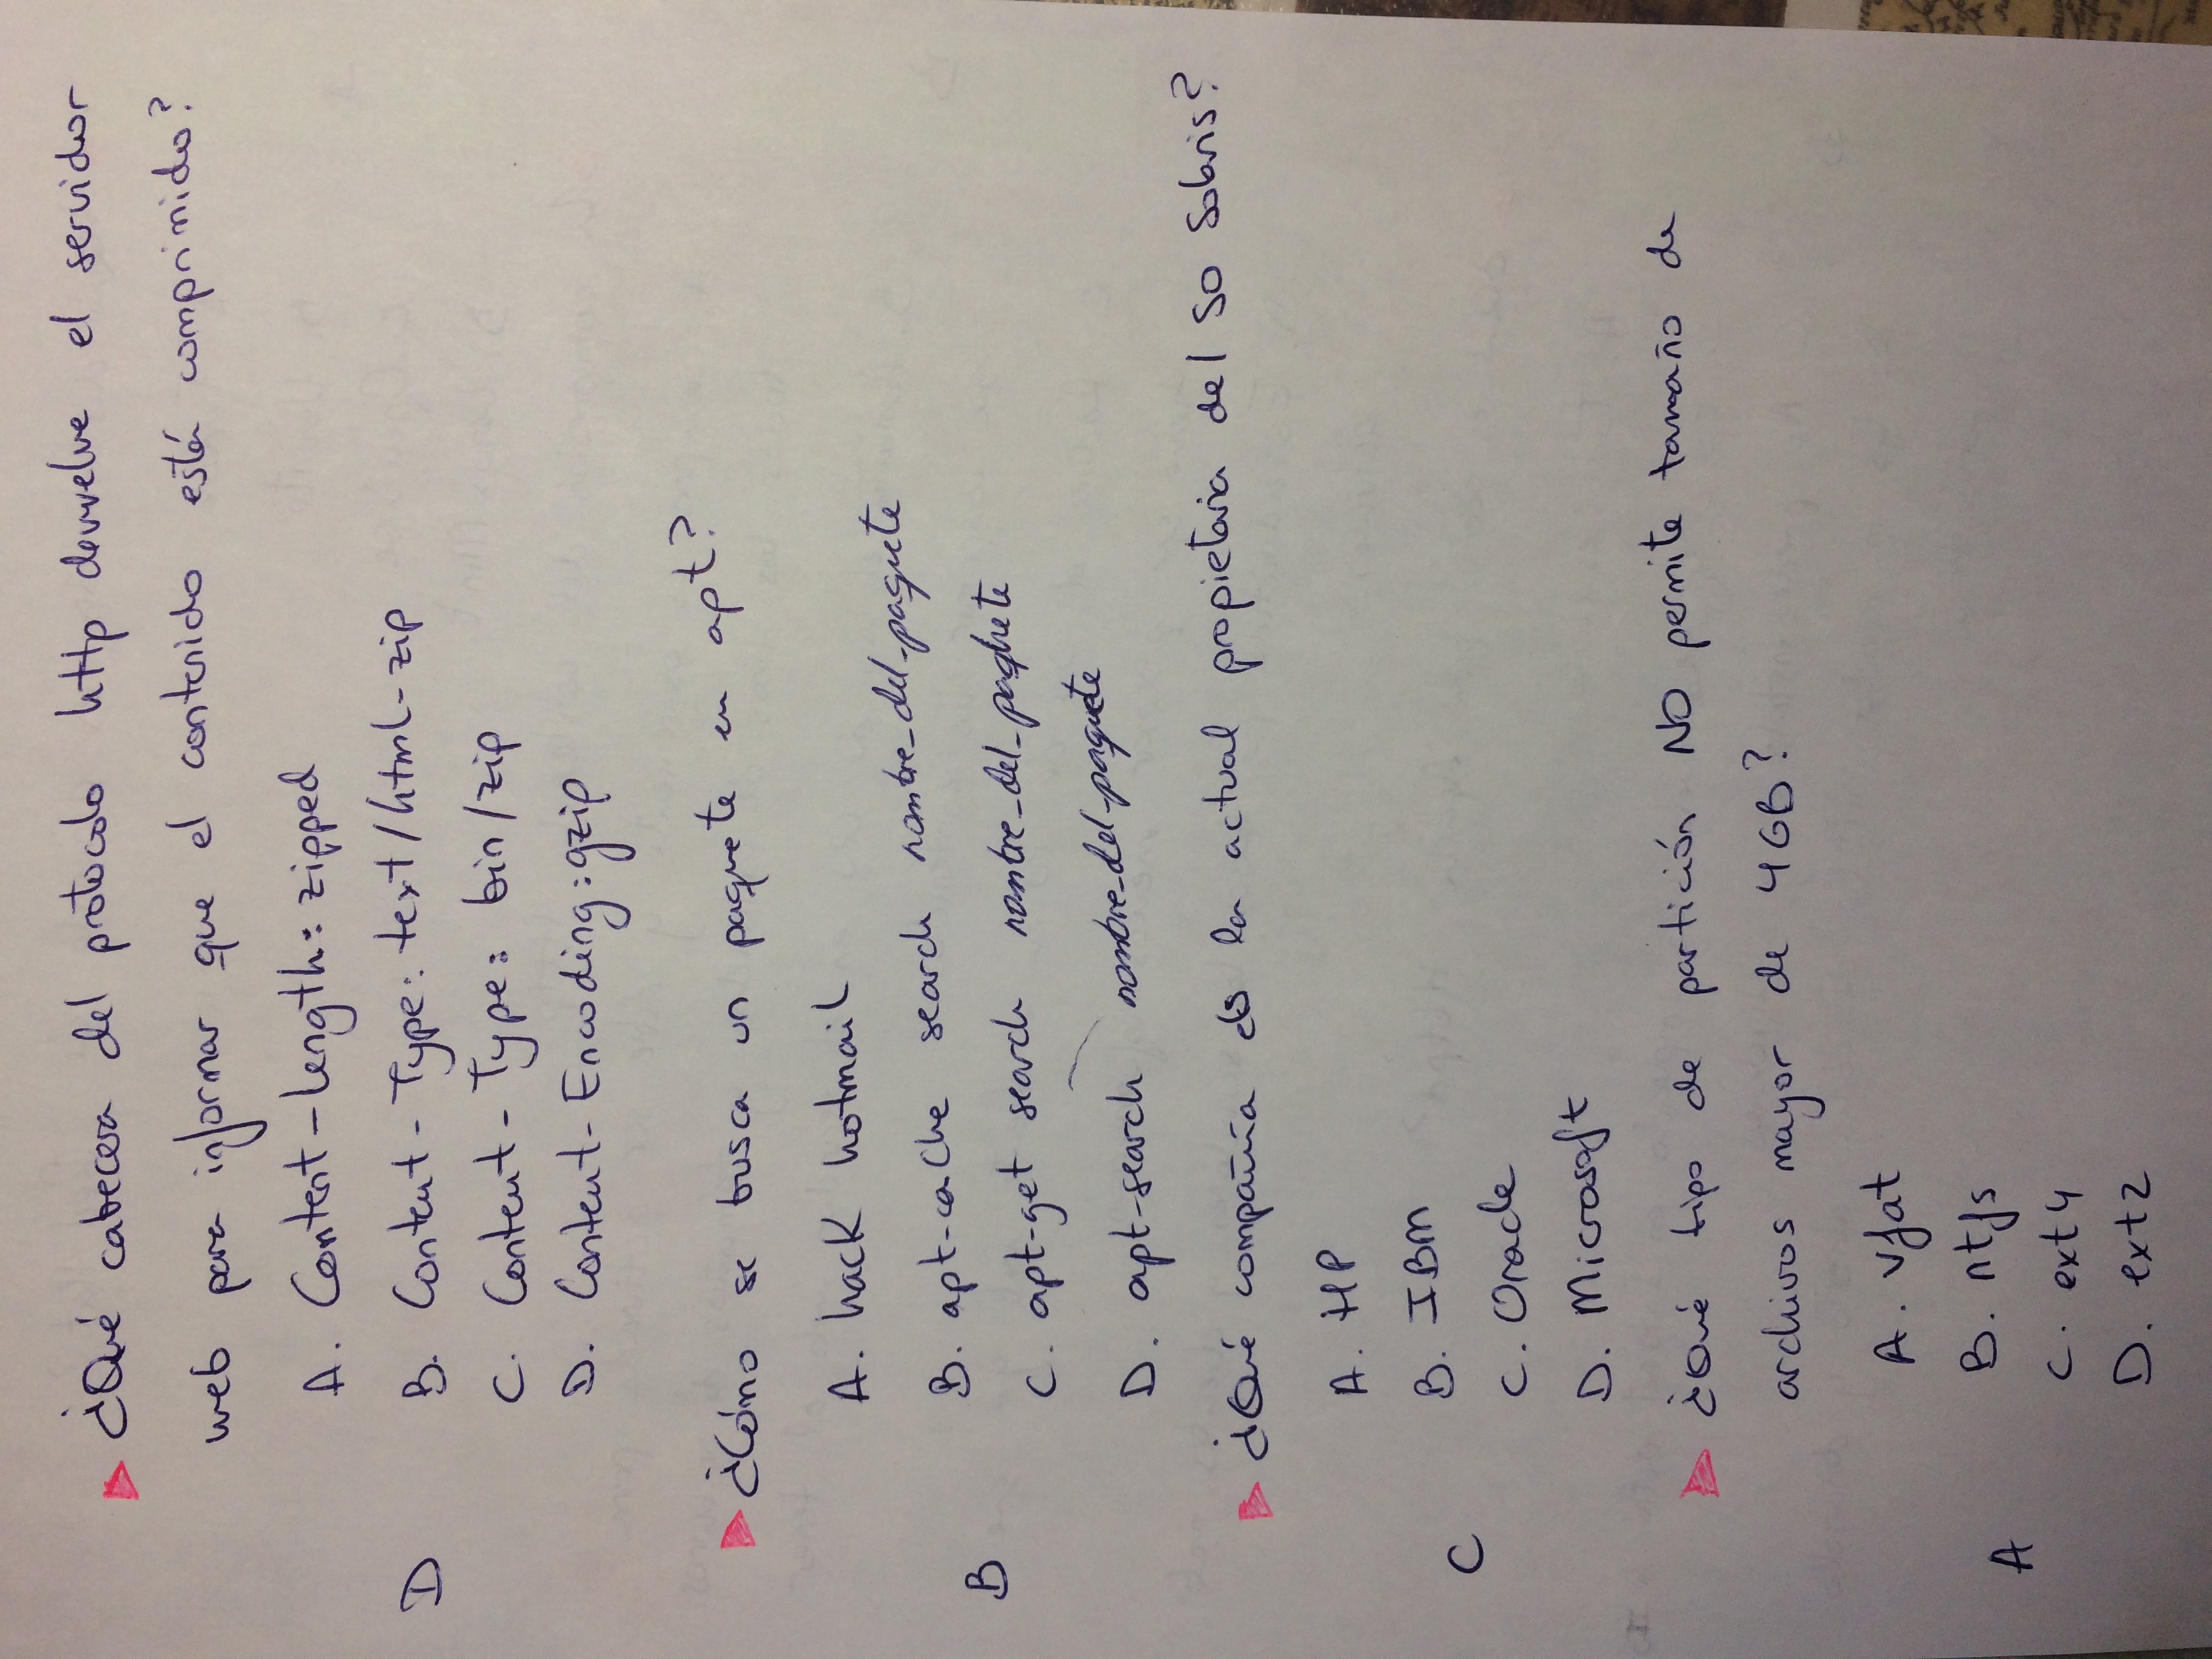 ¿Qué cabecera del protocolo http devuelve el servidor
web para informar que el contenido está comprimido?
A. Content-Length: zipped
B. Content-Type: text/html-zip
D
C. Content-Type: bin/zip
D. Content-Encoding: gzip
¿Cómo se busca un paquete en apt?
A. hack hotmail
B. apt-cache search nombre_del_paquete
B
C. apt-get search nombre_del_paquete
D. apt-search nombre_del_paquete
¿Qué compañía es la actual propietaria del SO Solaris?
A. HP
B. IBM
C
C. Oracle
D. Microsoft
¿Qué tipo de partición NO permite tamaño de
archivos mayor de 4GB?
A. vfat
B. ntfs
A
C. ext4
D. ext2